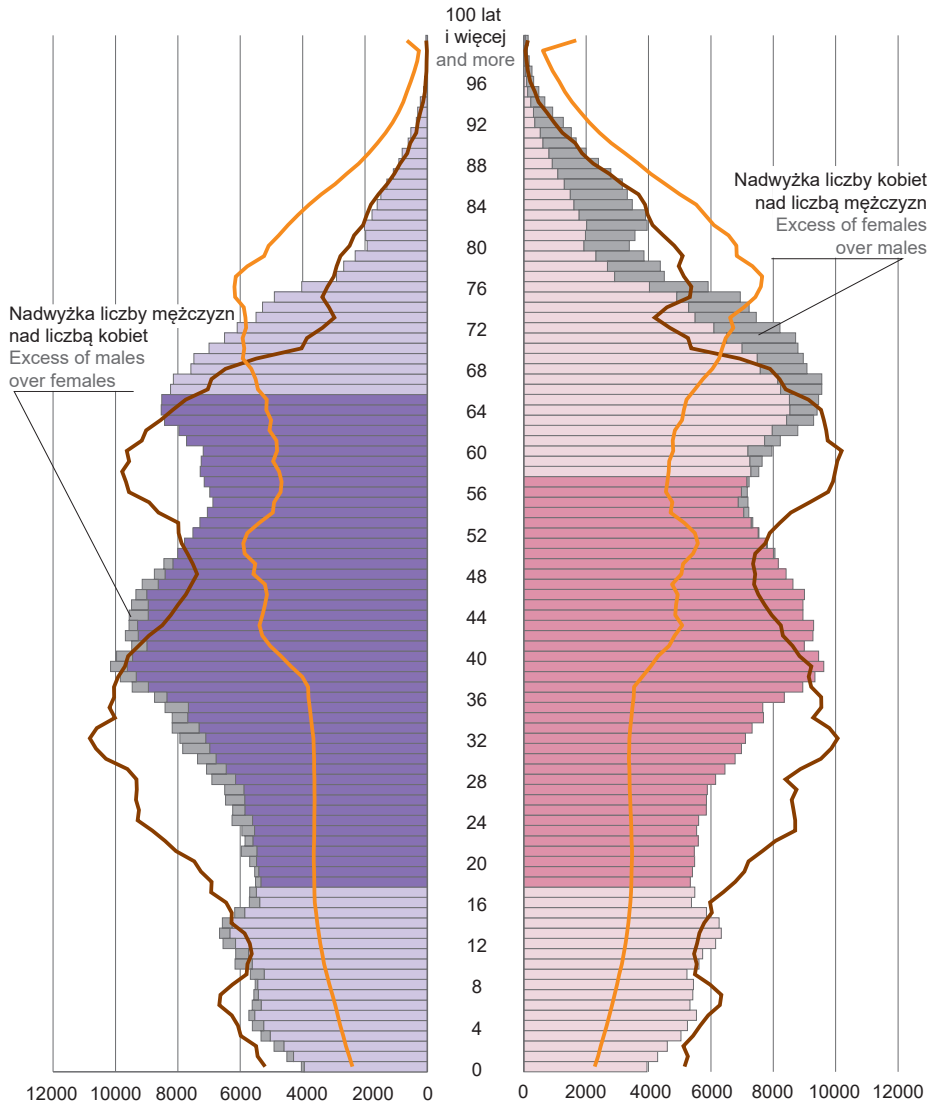 100 lat
i więcej
and more
96
92
88
84
80
76
72
68
64
60
56
52
48
44
40
36
32
28
24
20
16
12
8
4
0
Nadwyżka liczby mężczyzn
nad liczbą kobiet
Excess of males
over females
Nadwyżka liczby kobiet
nad liczbą mężczyzn
Excess of females
over males
12000 10000 8000 6000 4000 2000 0
0 2000 4000 6000 8000 10000 12000